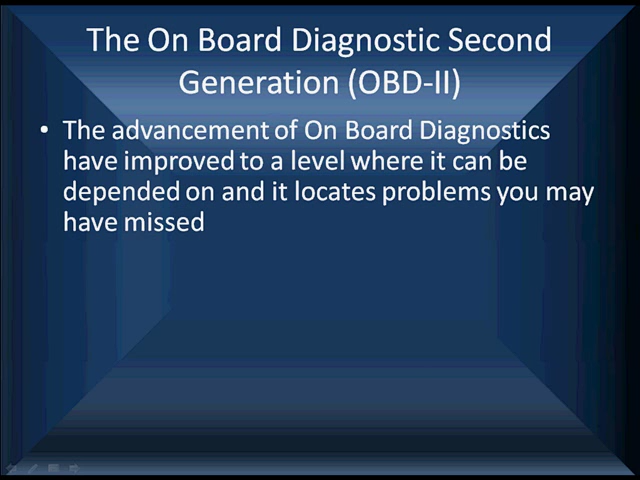 The On Board Diagnostic Second
Generation (OBD-II)
• The advancement of On Board Diagnostics
have improved to a level where it can be
depended on and it locates problems you may
have missed